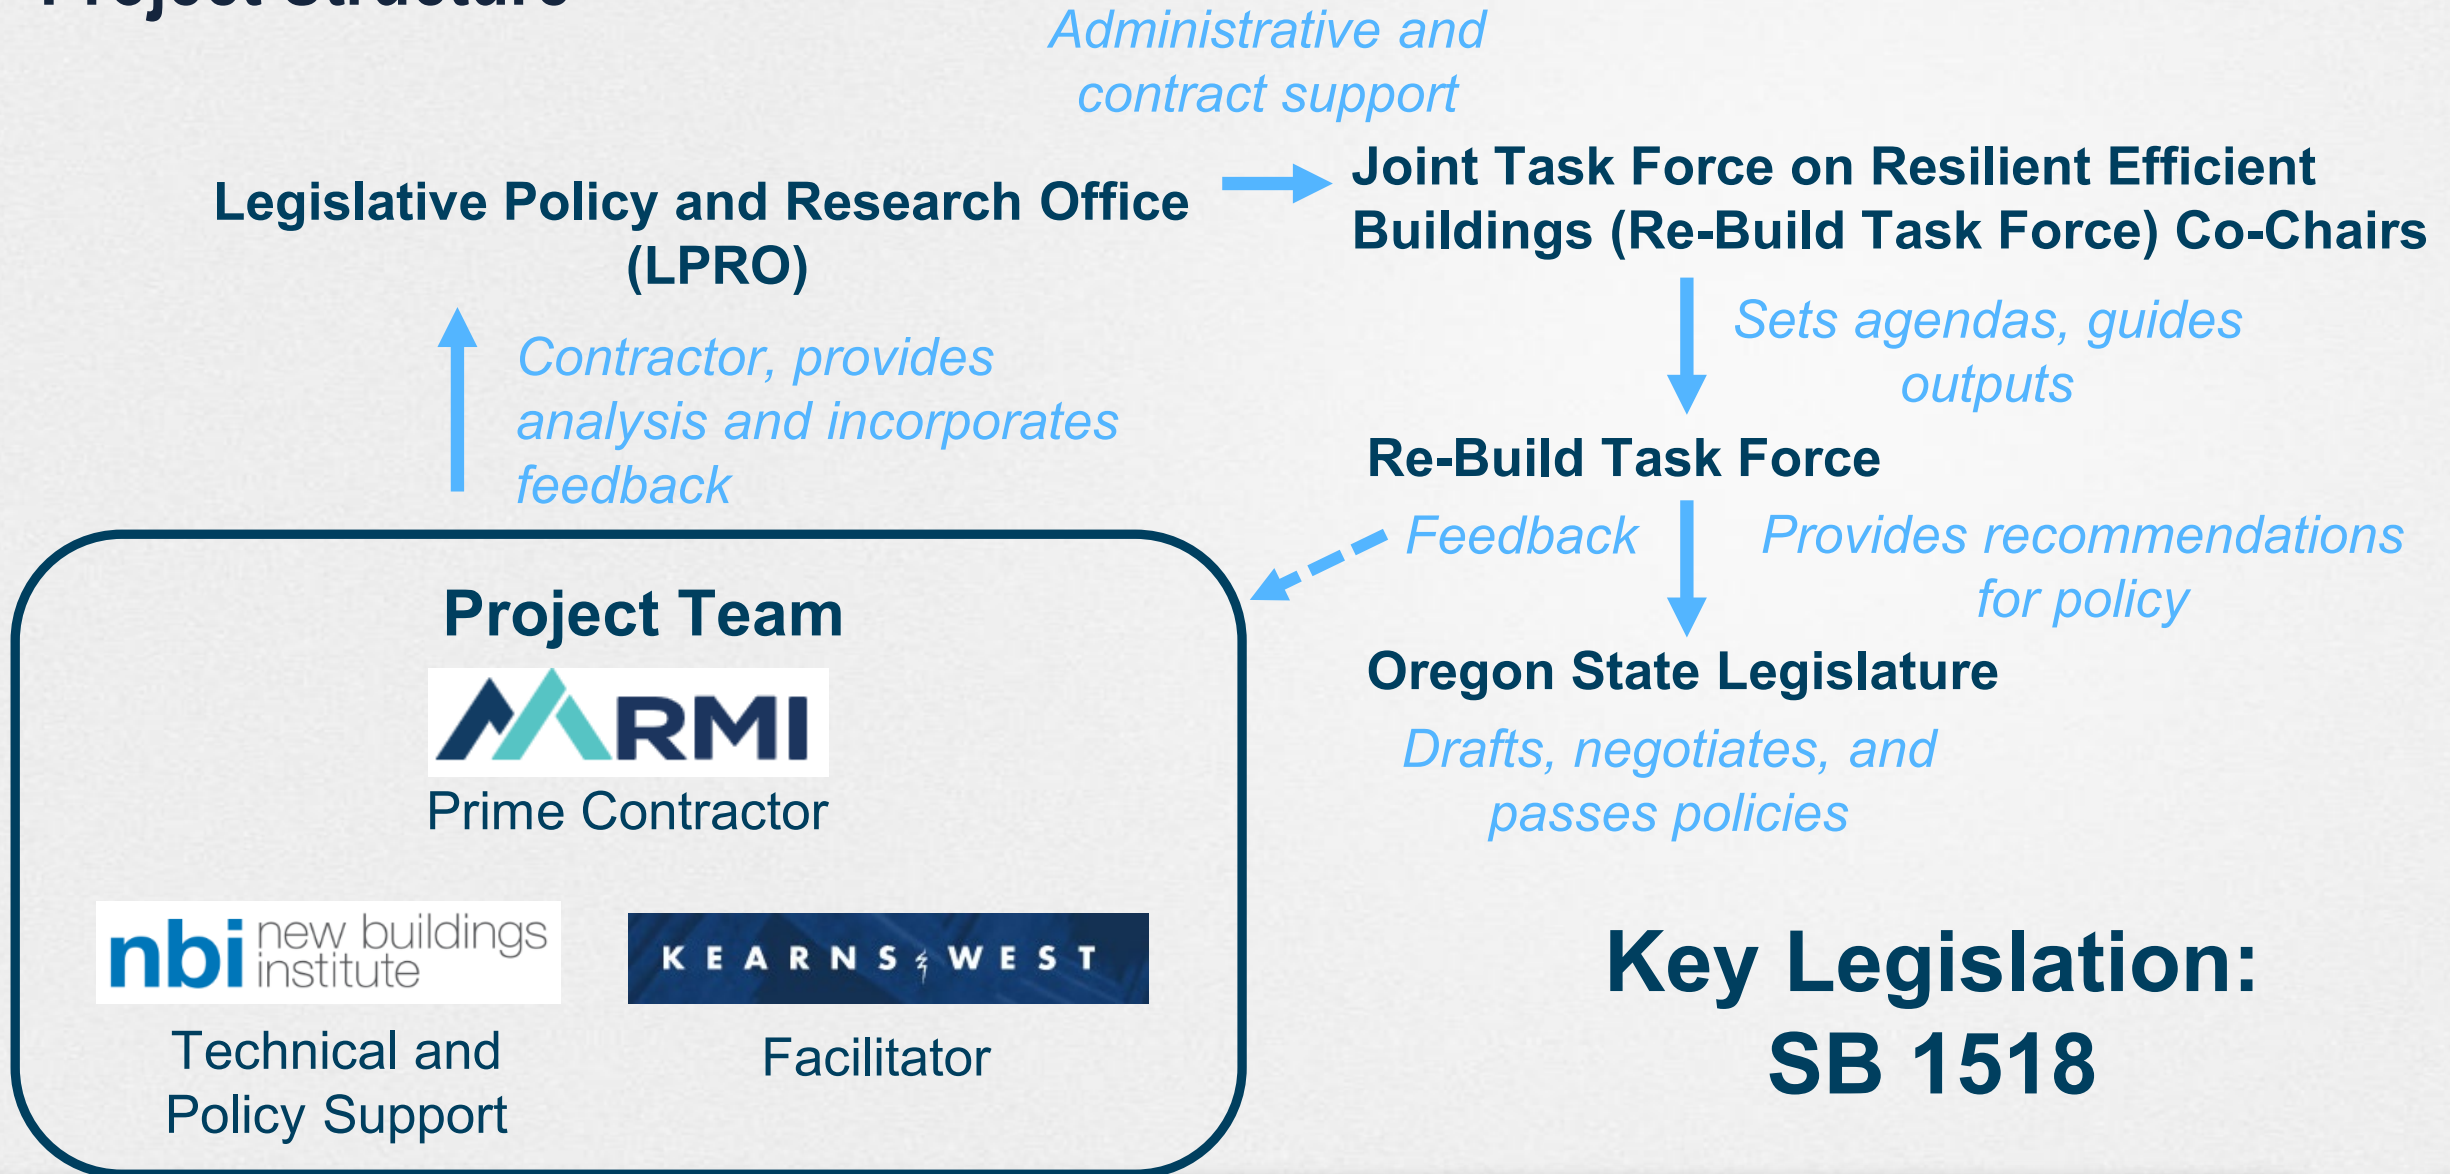 Project Structure
Administrative and
contract support
Legislative Policy and Research Office
(LPRO)
Joint Task Force on Resilient Efficient
Buildings (Re-Build Task Force) Co-Chairs
Contractor, provides
analysis and incorporates
feedback
Sets agendas, guides
outputs
Re-Build Task Force
Feedback
Provides recommendations
for policy
Oregon State Legislature
Drafts, negotiates, and
passes policies
Project Team
RMI
Prime Contractor
nbi new buildings
institute
Technical and
Policy Support
KEARNS WEST
Facilitator
Key Legislation:
SB 1518